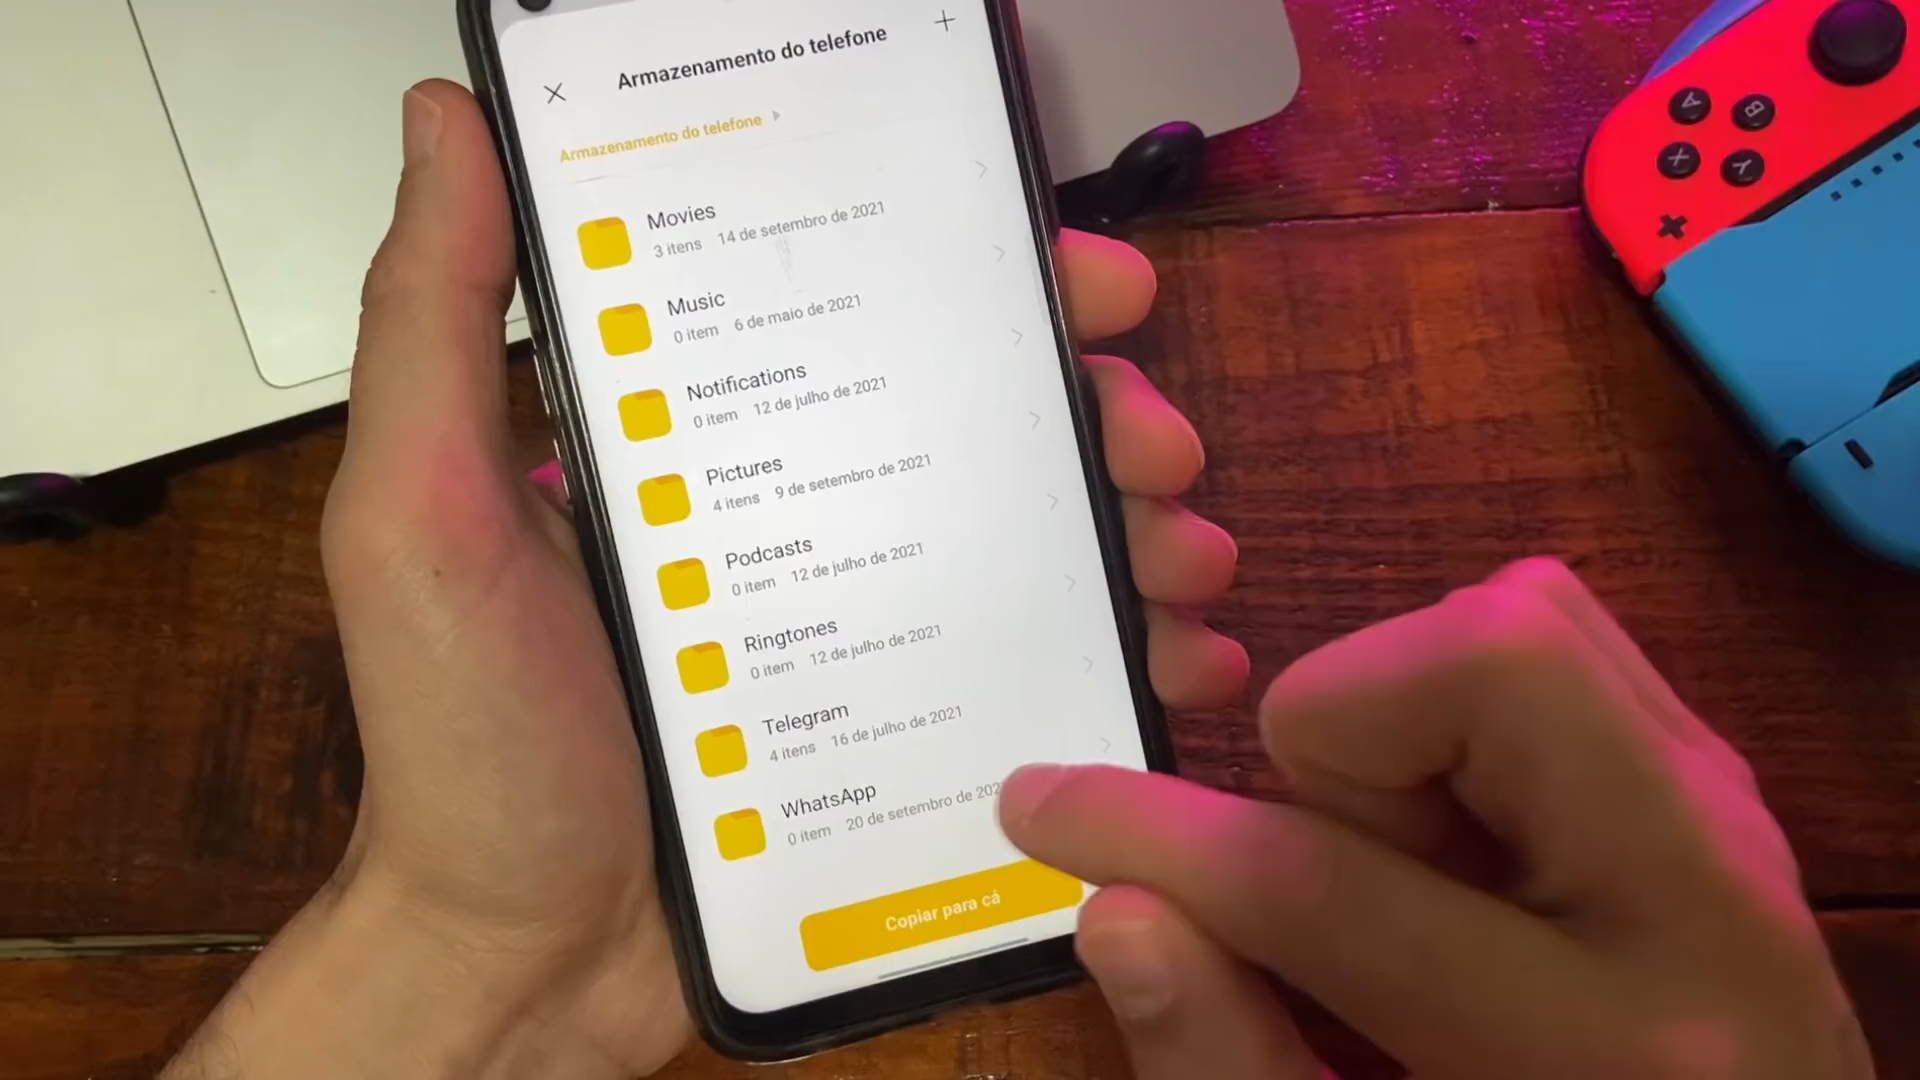 Armazenamento do telefone
Armazenamento do telefone
Movies
3 itens 14 de setembro de 2021
Music
0 item 6 de maio de 2021
Notifications
0 item 12 de julho de 2021
Pictures
4 itens 9 de setembro de 2021
Podcasts
0 item 12 de julho de 2021
Ringtones
0 item 12 de julho de 2021
Telegram
4 itens 16 de julho de 2021
WhatsApp
0 item 20 de setembro de
Copiar para cá
A
B
X
Y